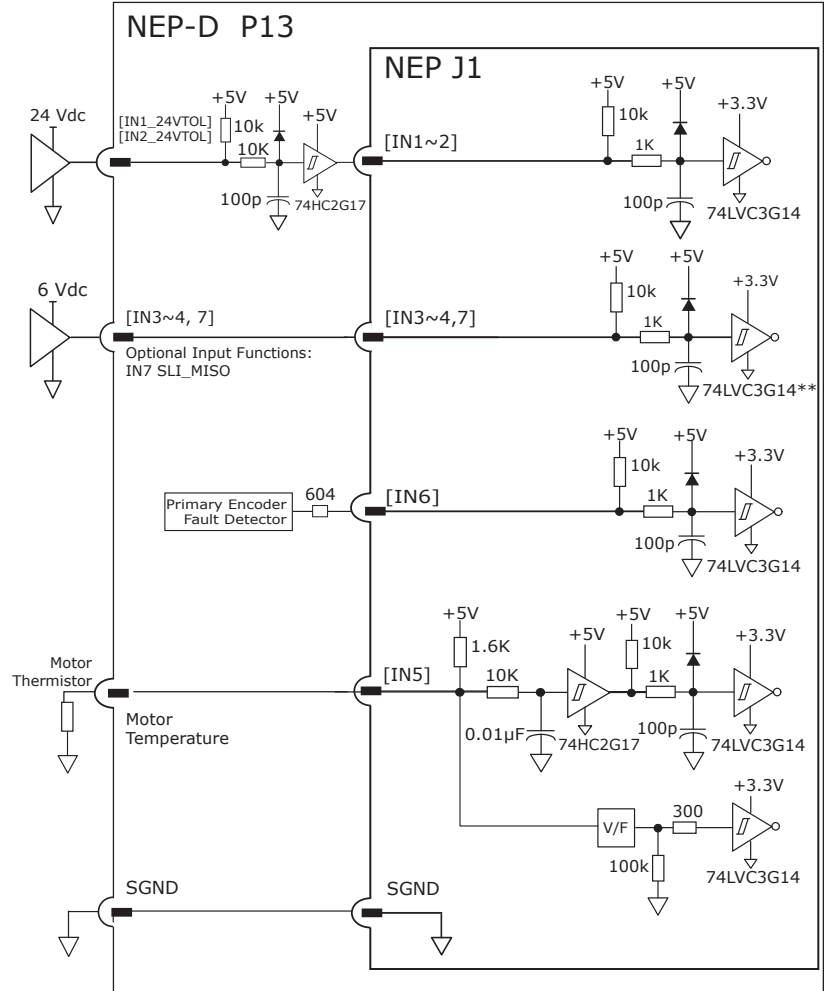 NEP-D P13
NEP J1
24 Vdc
[IN1_24VTOL]
[IN2_24VTOL]
+5V
+5V
+5V
10k
10K
100p
74HC2G17
[IN1~2]
+5V
+5V
+3.3V
10k
1K
100p
74LVC3G14
6 Vdc
[IN3~4, 7]
Optional Input Functions:
IN7 SLI_MISO
[IN3~4,7]
+5V
+5V
+3.3V
10k
1K
100p
74LVC3G14**
Primary Encoder
Fault Detector
604
[IN6]
+5V
+5V
+3.3V
10k
1K
100p
74LVC3G14
Motor
Thermistor
Motor
Temperature
[IN5]
+5V
1.6K
10K
0.01µF
+5V
74HC2G17
+5V
10k
1K
+5V
100p
+3.3V
74LVC3G14
V/F
300
100k
+3.3V
74LVC3G14
SGND
SGND